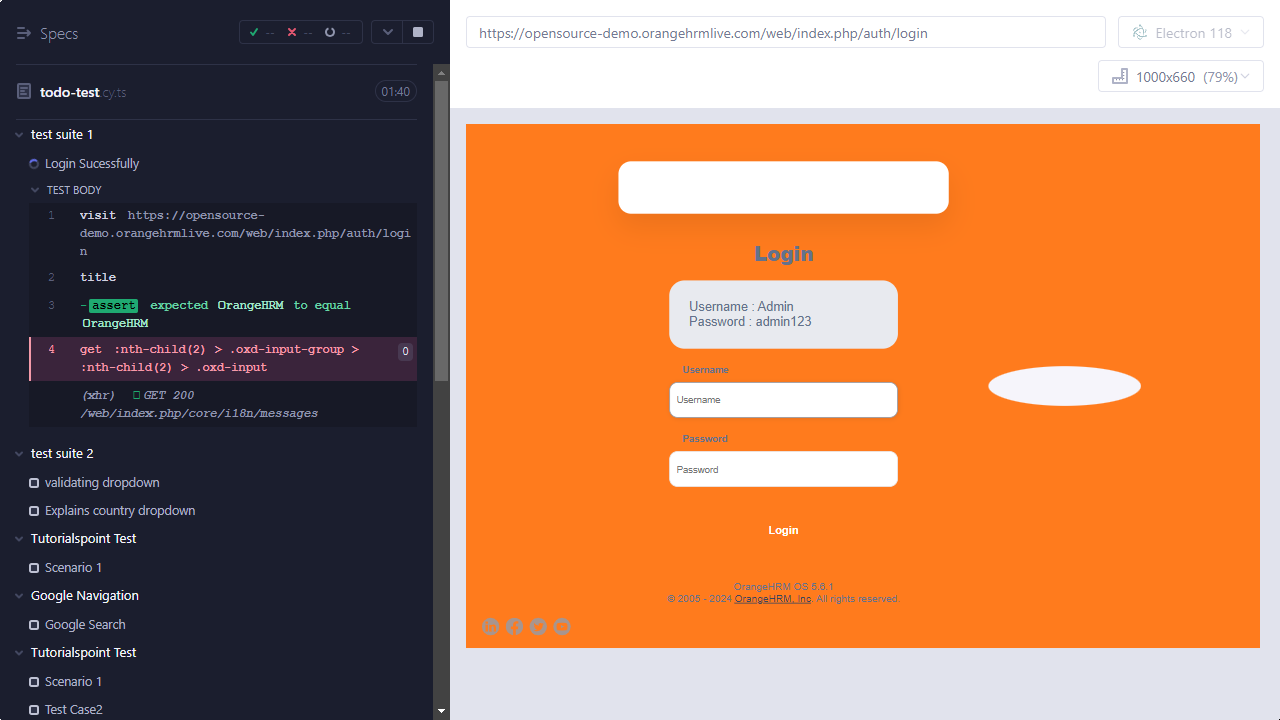 Specs
-- -- --
todo-test.cy.ts
01:40
test suite 1
Login Sucessfully
TEST BODY
1 visit https://opensource-
demo.orangehrmlive.com/web/index.php/auth/logi
n
2 title
3 -assert expected OrangeHRM to equal
OrangeHRM
4 get :nth-child(2) > .oxd-input-group >
:nth-child(2) > .oxd-input
0
(xhr) GET 200
/web/index.php/core/i18n/messages
test suite 2
validating dropdown
Explains country dropdown
Tutorialspoint Test
Scenario 1
Google Navigation
Google Search
Tutorialspoint Test
Scenario 1
Test Case2
https://opensource-demo.orangehrmlive.com/web/index.php/auth/login
Electron 118
1000x660 (79%)
Login
Username : Admin
Password : admin123
Username
Username
Password
Password
Login
OrangeHRM OS 5.6.1
© 2005 - 2024 OrangeHRM, Inc. All rights reserved.